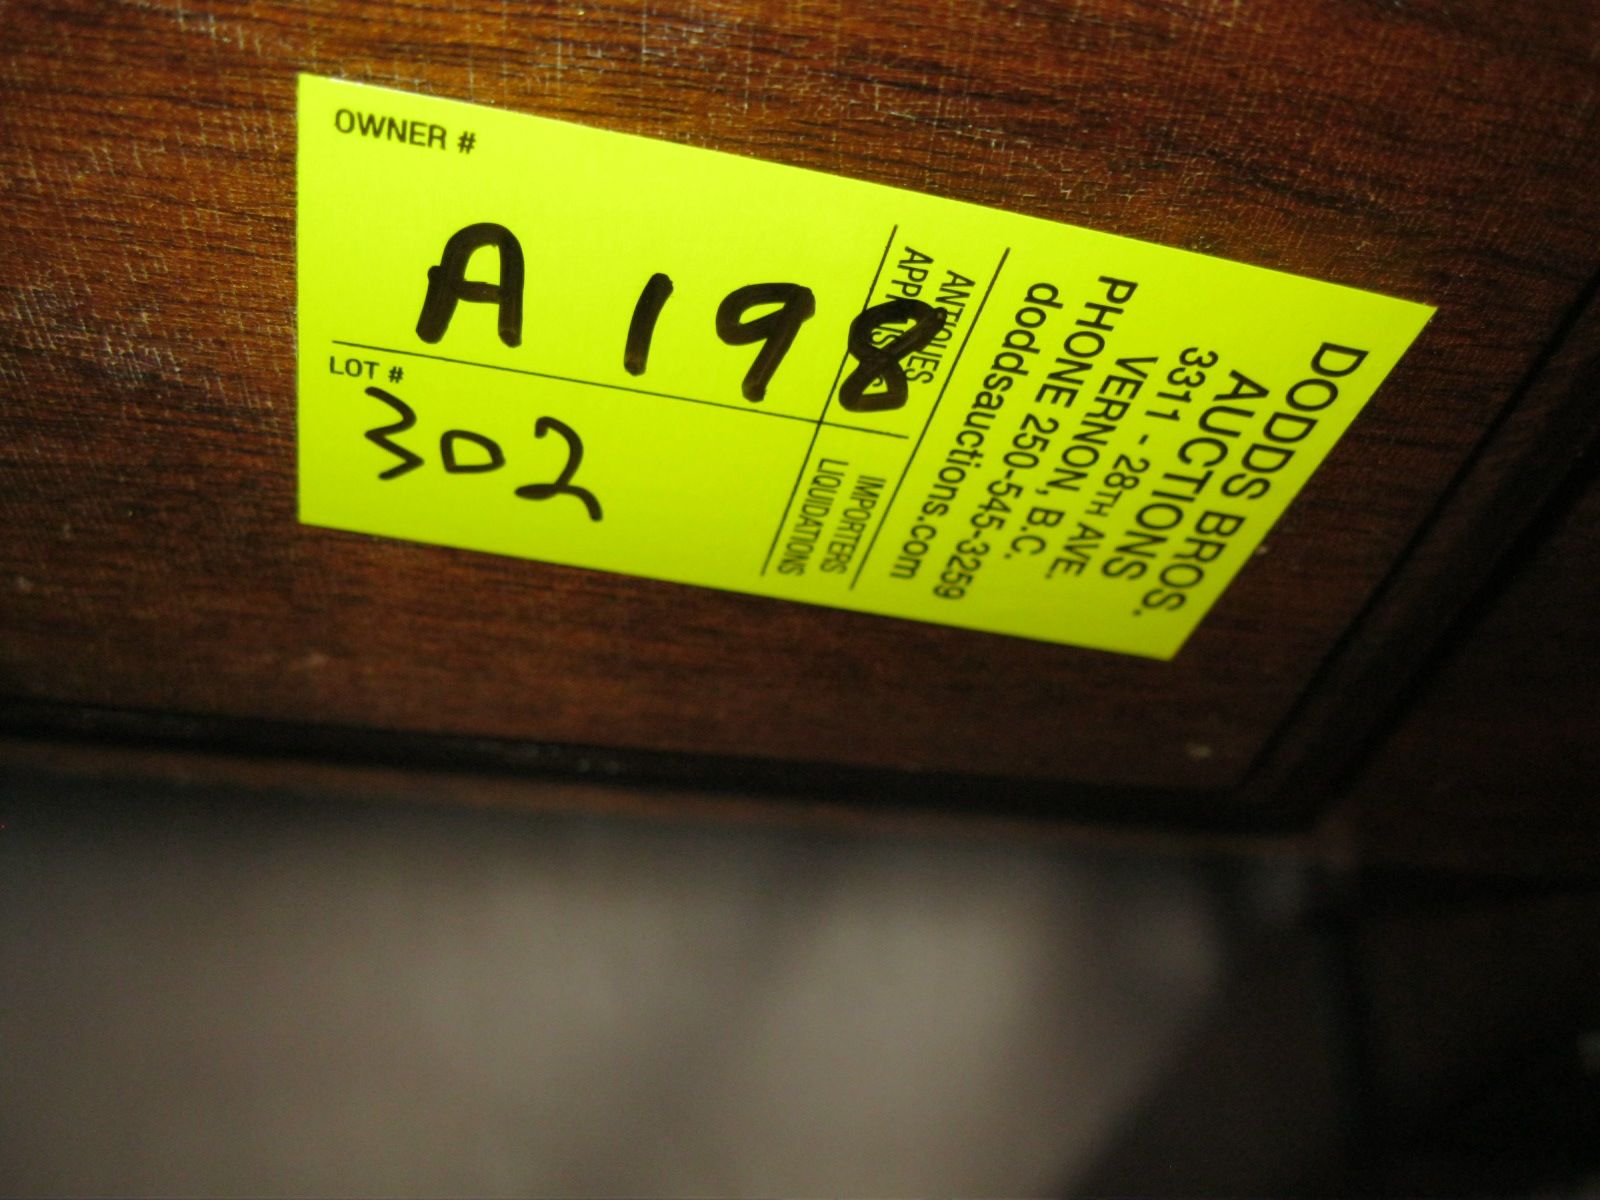 OWNER #
A 198
LOT #
302
DODDS BROS.
AUCTIONS
3311 - 28TH AVE.
VERNON, B.C.
PHONE 250-545-3259
doddsauctions.com
ANTIQUES IMPORTERS
APPRAISALS LIQUIDATIONS